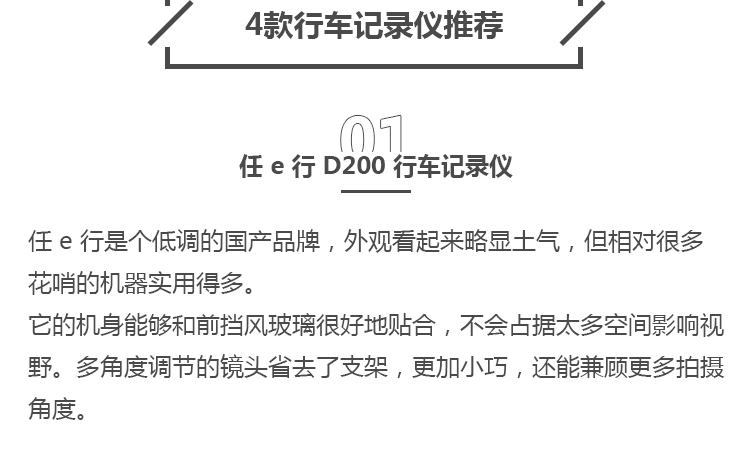 4款行车记录仪推荐
01
任 e 行 D200 行车记录仪
任 e 行是个低调的国产品牌，外观看起来略显土气，但相对很多
花哨的机器实用得多。
它的机身能够和前挡风玻璃很好地贴合，不会占据太多空间影响视
野。多角度调节的镜头省去了支架，更加小巧，还能兼顾更多拍摄
角度。